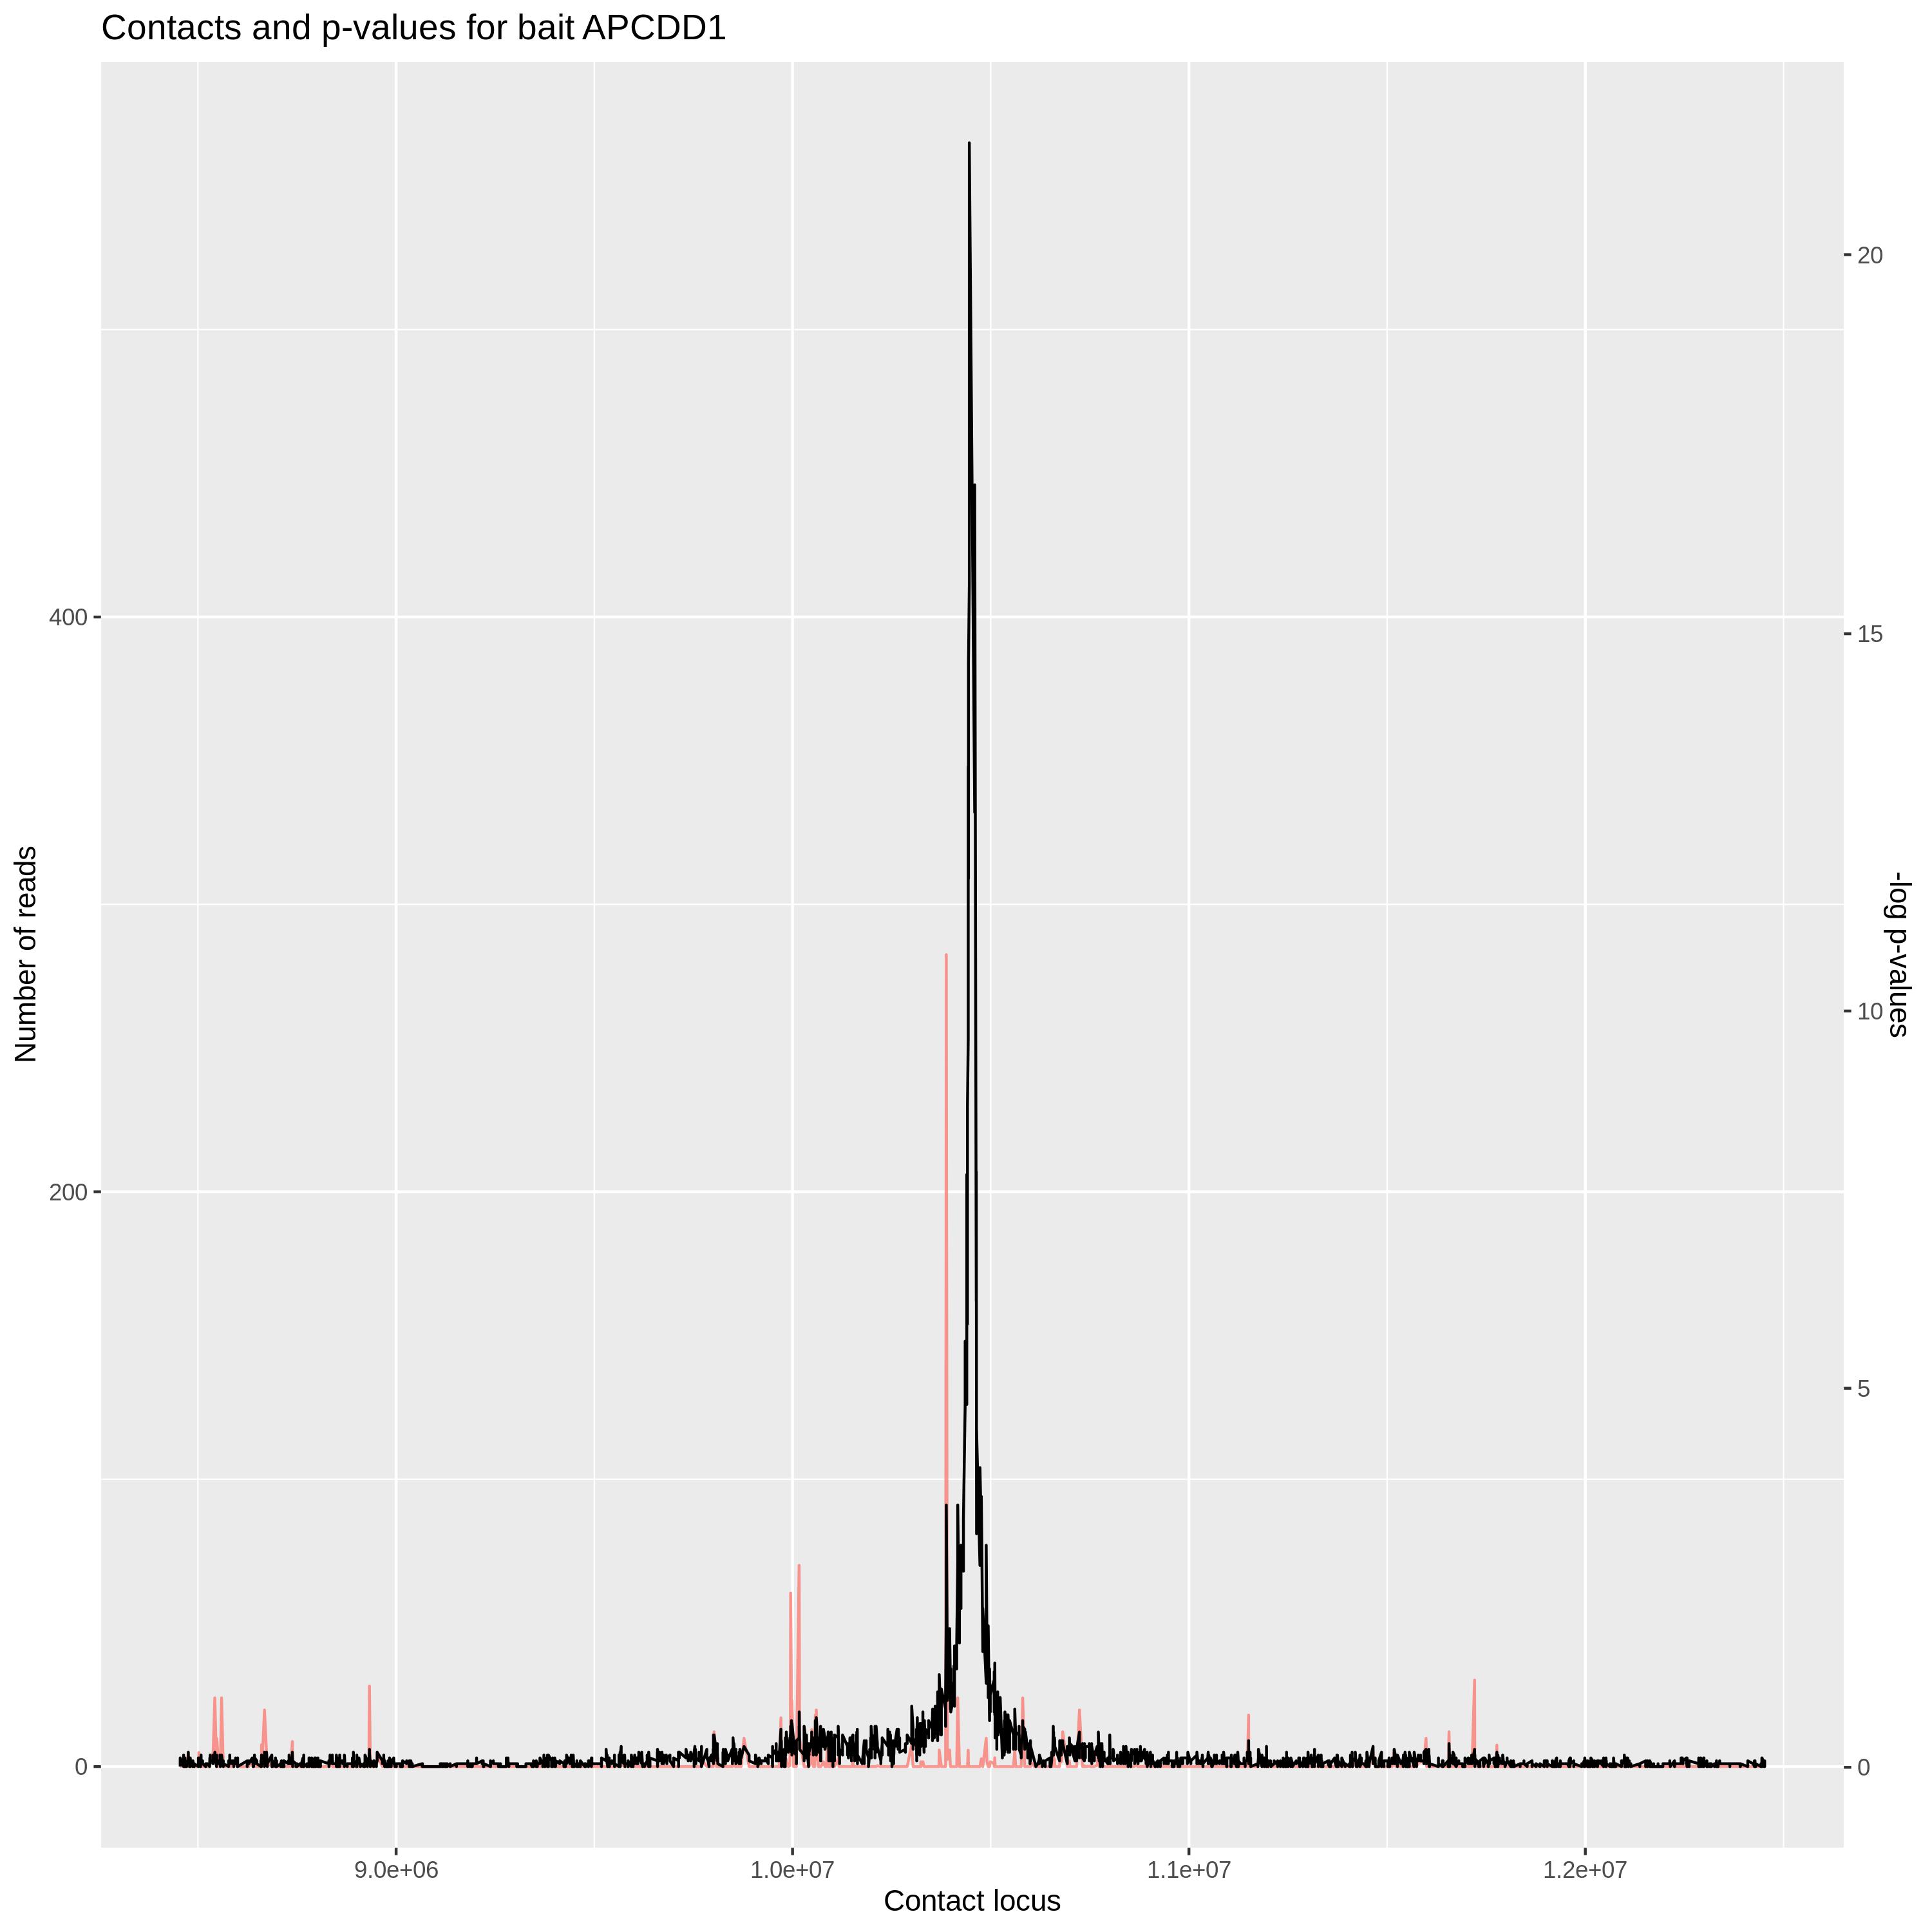 Contacts and p-values for bait APCDD1
Number of reads
400
200
0
20
15
10
5
0
-log p-values
9.0e+06
1.0e+07
1.1e+07
1.2e+07
Contact locus